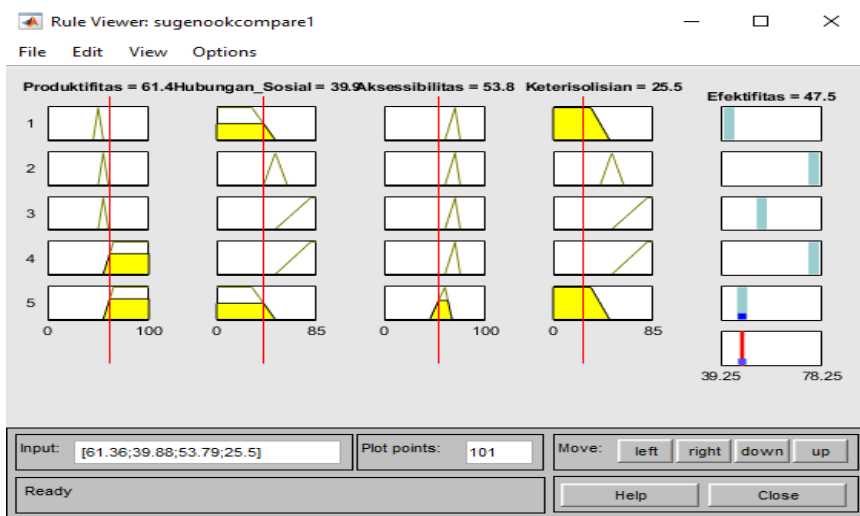 Rule Viewer: sugenookcompare1
File Edit View Options
Produktifitas = 61.4 Hubungan_Sosial = 39.9 Aksessibilitas = 53.8 Keterisolisian = 25.5
Efektifitas = 47.5
1
2
3
4
5
0 100 0 85 0 100 0 85
39.25 78.25
Input: [61.36;39.88;53.79;25.5] Plot points: 101 Move: left right down up
Ready Help Close